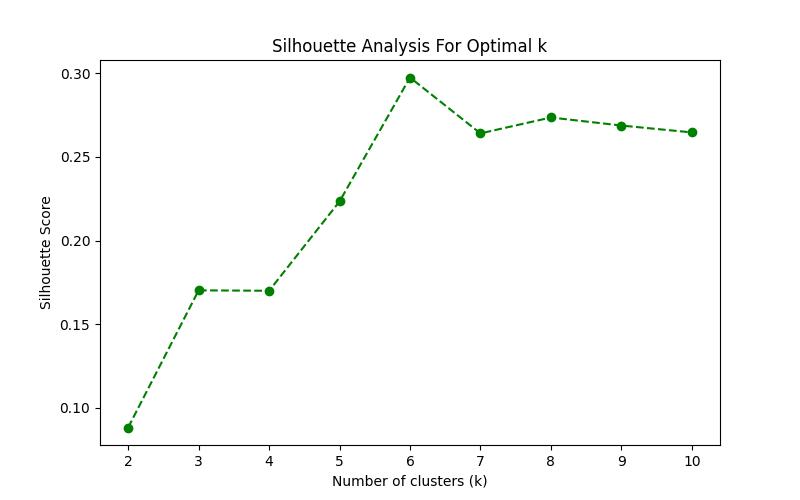 Silhouette Analysis For Optimal k
0.30
0.25
0.20
0.15
0.10
Silhouette Score
2 3 4 5 6 7 8 9 10
Number of clusters (k)